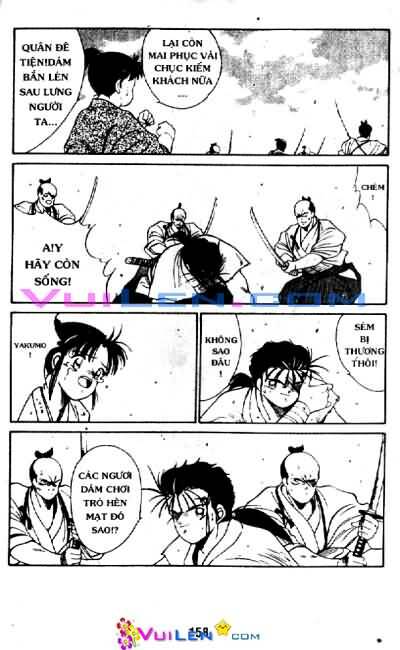 QUÂN ĐÊ
TIỆN!DÁM
BẮN LÉN
SAU LƯNG
NGƯỜI
TA...
LẠI CÒN
MAI PHỤC VÀI
CHỤC KIẾM
KHÁCH NỮA
....
A!Y
HÃY CÒN
SỐNG!
CHÉM
!
VUILEN.COM
YAKUMO
!
KHÔNG
SAO
ĐÂU!
SÉM
BỊ
THƯƠNG
THÔI!
CÁC NGƯƠI
DÁM CHƠI
TRÒ HÈN
MẠT ĐÓ
SAO!?
158
VUILEN.COM